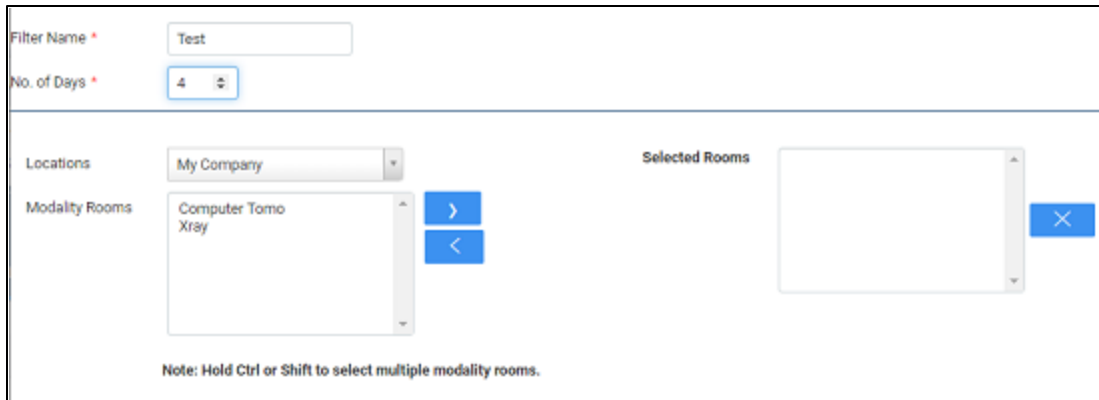 Filter Name *
Test
No. of Days *
4
Locations
My Company
Selected Rooms
Modality Rooms
Computer Tomo
Xray
Note: Hold Ctrl or Shift to select multiple modality rooms.